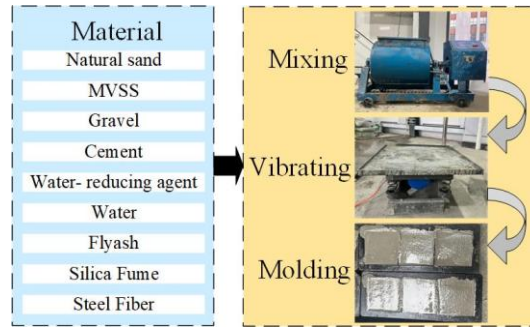 Material
Natural sand
MVSS
Gravel
Cement
Water- reducing agent
Water
Flyash
Silica Fume
Steel Fiber
Mixing
Vibrating
Molding